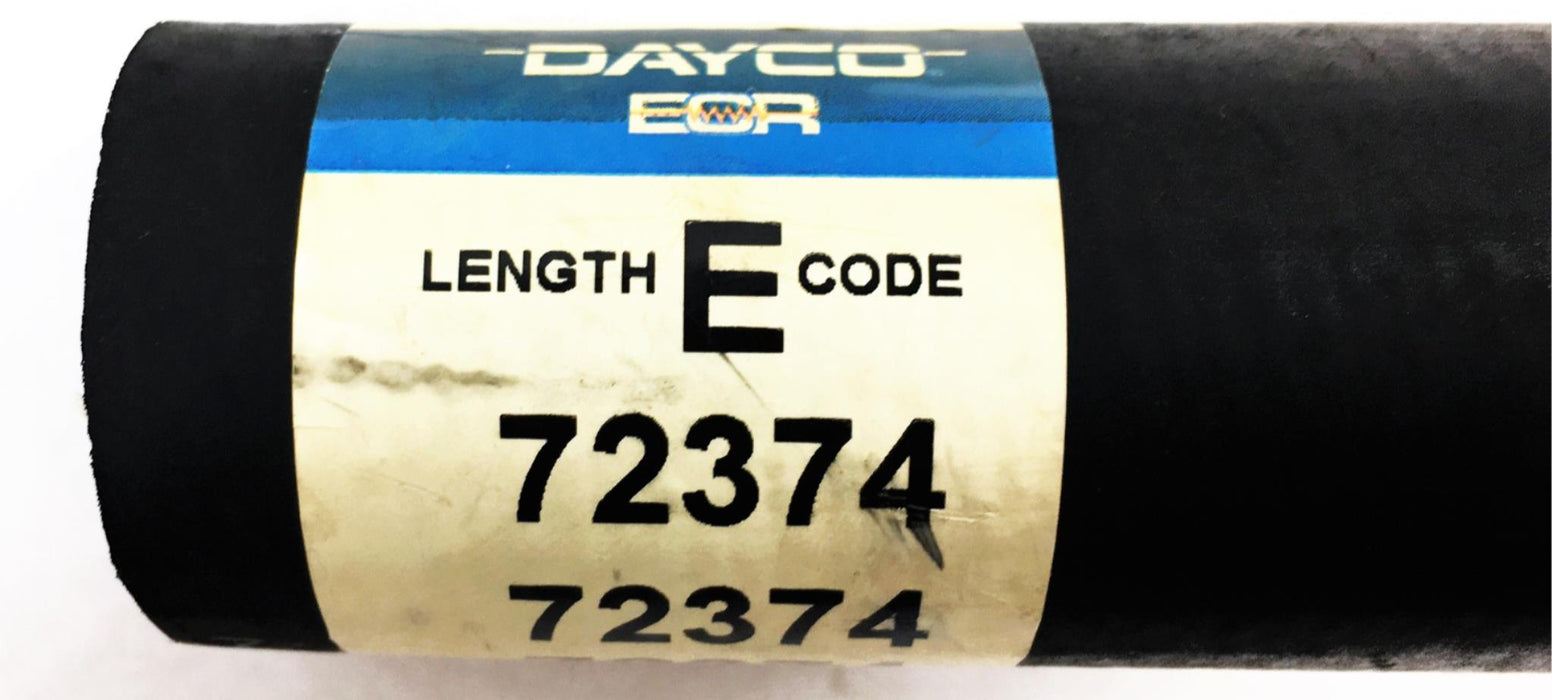 DAYCO
ECR
LENGTH E CODE
72374
72374